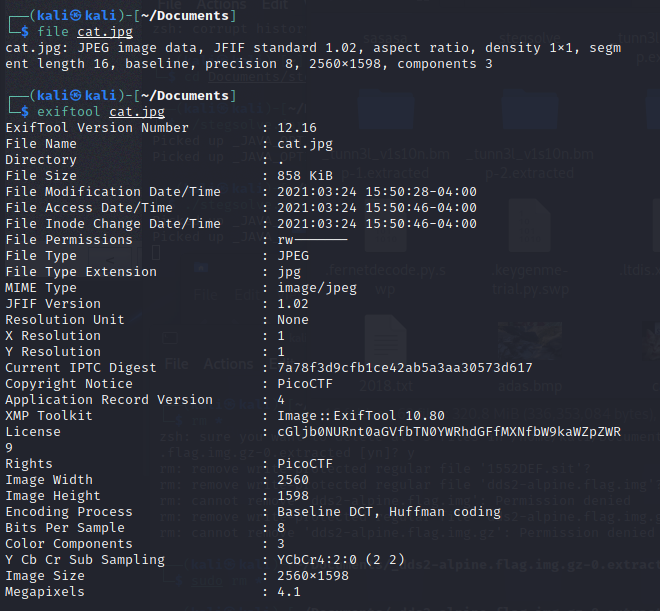 ┌──(kali㉿kali)-[~/Documents]
└─$ file cat.jpg
cat.jpg: JPEG image data, JFIF standard 1.02, aspect ratio, density 1×1, segm
ent length 16, baseline, precision 8, 2560×1598, components 3
┌──(kali㉿kali)-[~/Documents]
└─$ exiftool cat.jpg
ExifTool Version Number : 12.16
File Name : cat.jpg
Directory : .
File Size : 858 KiB
File Modification Date/Time : 2021:03:24 15:50:28-04:00
File Access Date/Time : 2021:03:24 15:50:46-04:00
File Inode Change Date/Time : 2021:03:24 15:50:46-04:00
File Permissions : rw-------
File Type : JPEG
File Type Extension : jpg
MIME Type : image/jpeg
JFIF Version : 1.02
Resolution Unit : None
X Resolution : 1
Y Resolution : 1
Current IPTC Digest : 7a78f3d9cfb1ce42ab5a3aa30573d617
Copyright Notice : PicoCTF
Application Record Version : 4
XMP Toolkit : Image::ExifTool 10.80
License : cGljb0NURnt0aGVfbTN0YWRhdGFfMXNfbW9kaWZpZWR
9
Rights : PicoCTF
Image Width : 2560
Image Height : 1598
Encoding Process : Baseline DCT, Huffman coding
Bits Per Sample : 8
Color Components : 3
Y Cb Cr Sub Sampling : YCbCr4:2:0 (2 2)
Image Size : 2560×1598
Megapixels : 4.1